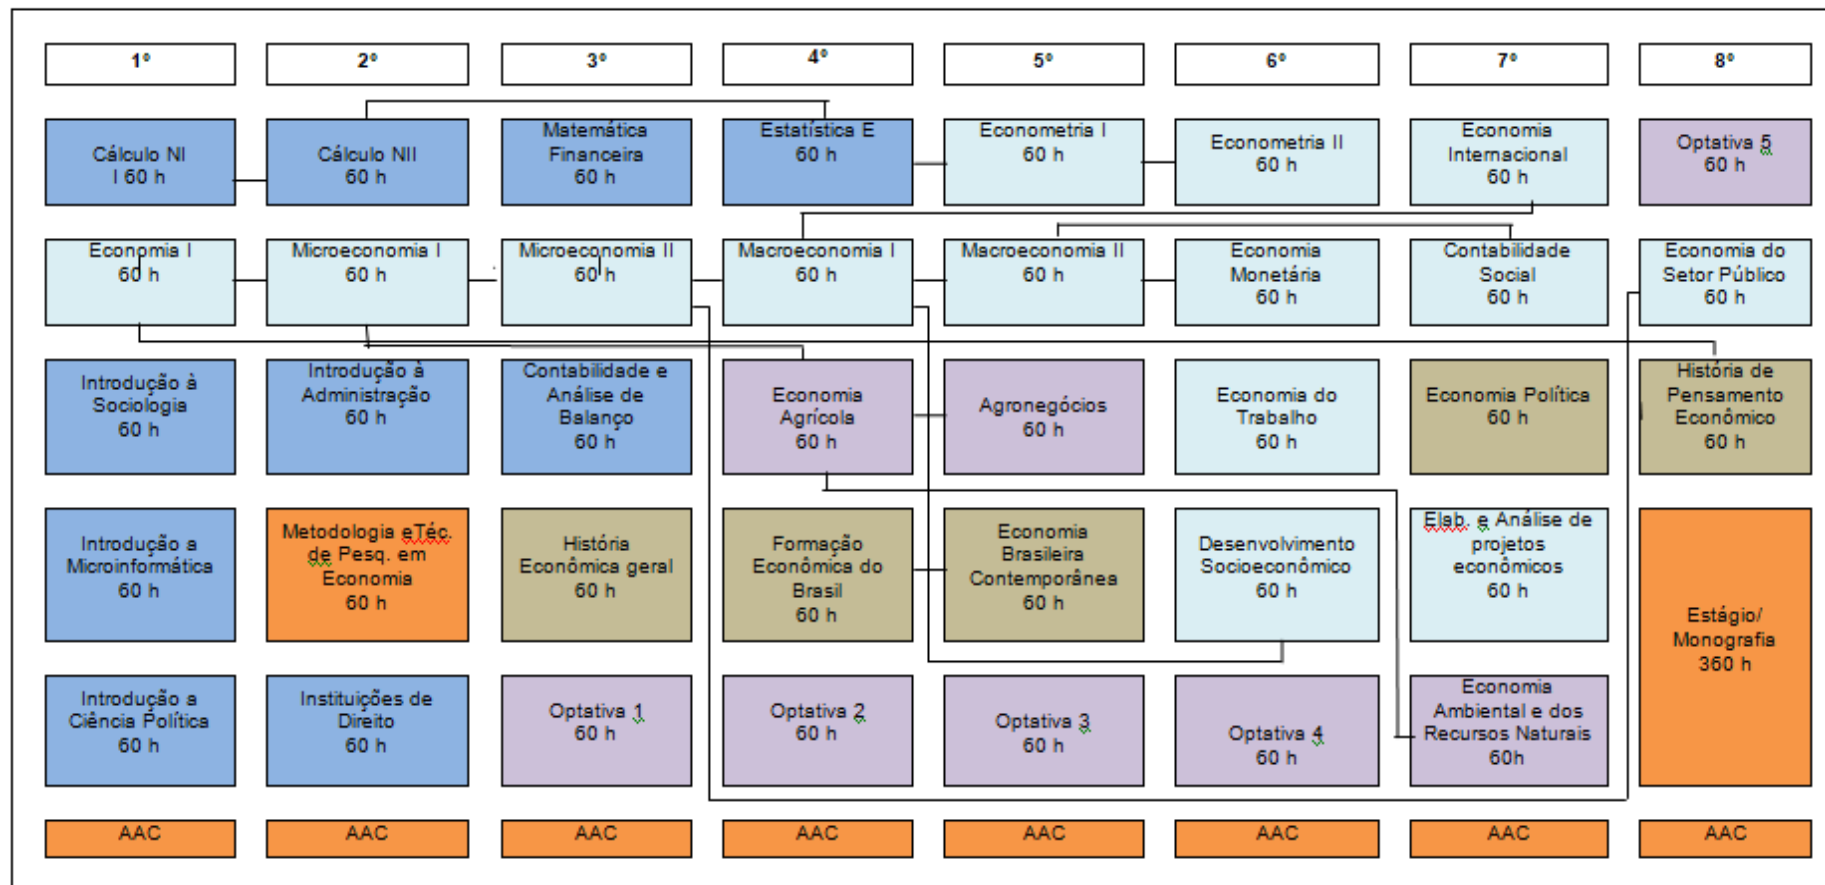 1º
2º
3º
4º
5º
6º
7º
8º
Cálculo NI
I 60 h
Cálculo NII
60 h
Matemática
Financeira
60 h
Estatística E
60 h
Econometria I
60 h
Econometria II
60 h
Economia
Internacional
60 h
Optativa 5
60 h
Economia I
60 h
Microeconomia I
60 h
Microeconomia II
60 h
Macroeconomia I
60 h
Macroeconomia II
60 h
Economia
Monetária
60 h
Contabilidade
Social
60 h
Economia do
Setor Público
60 h
Introdução à
Sociologia
60 h
Introdução à
Administração
60 h
Contabilidade e
Análise de
Balanço
60 h
Economia
Agrícola
60 h
Agronegócios
60 h
Economia do
Trabalho
60 h
Economia Política
60 h
História de
Pensamento
Econômico
60 h
Introdução a
Microinformática
60 h
Metodologia eTéc.
de Pesq. em
Economia
60 h
História
Econômica geral
60 h
Formação
Econômica do
Brasil
60 h
Economia
Brasileira
Contemporânea
60 h
Desenvolvimento
Socioeconômico
60 h
Elab. e Análise de
projetos
econômicos
60 h
Estágio/
Monografia
360 h
Introdução a
Ciência Política
60 h
Instituições de
Direito
60 h
Optativa 1
60 h
Optativa 2
60 h
Optativa 3
60 h
Optativa 4
60 h
Economia
Ambiental e dos
Recursos Naturais
60h
AAC
AAC
AAC
AAC
AAC
AAC
AAC
AAC